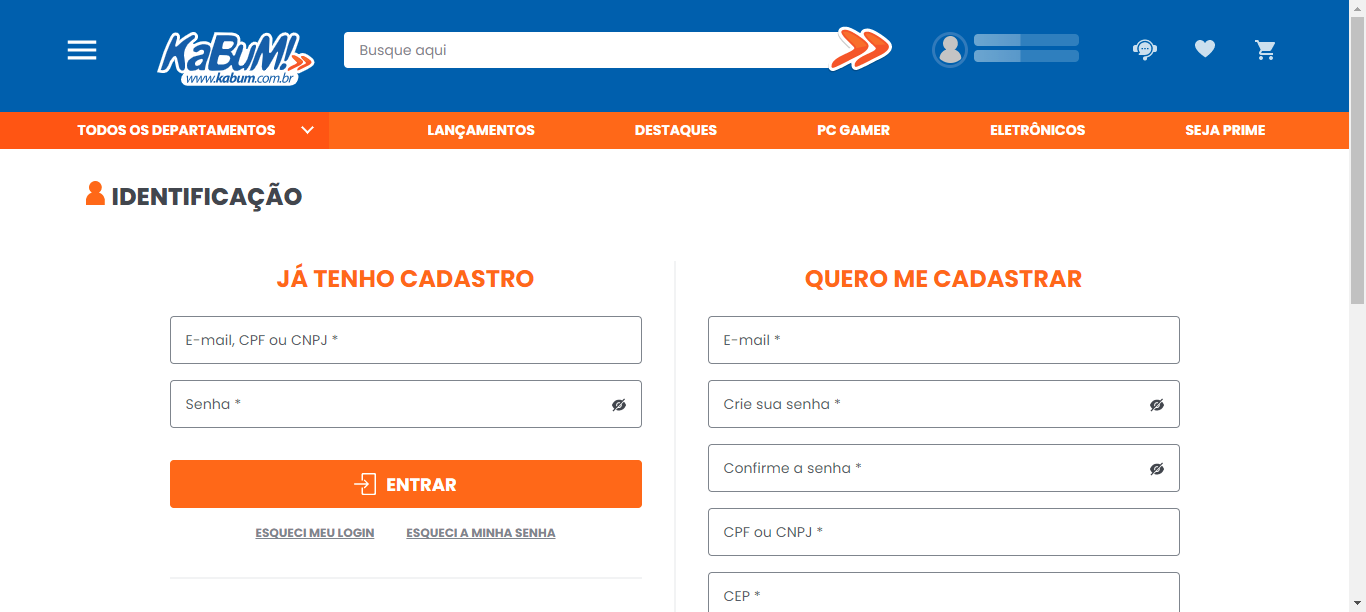 KaBuM!
www.kabum.com.br
Busque aqui
TODOS OS DEPARTAMENTOS
LANÇAMENTOS
DESTAQUES
PC GAMER
ELETRÔNICOS
SEJA PRIME
IDENTIFICAÇÃO
JÁ TENHO CADASTRO
E-mail, CPF ou CNPJ *
Senha *
ENTRAR
ESQUECI MEU LOGIN
ESQUECI A MINHA SENHA
QUERO ME CADASTRAR
E-mail *
Crie sua senha *
Confirme a senha *
CPF ou CNPJ *
CEP *